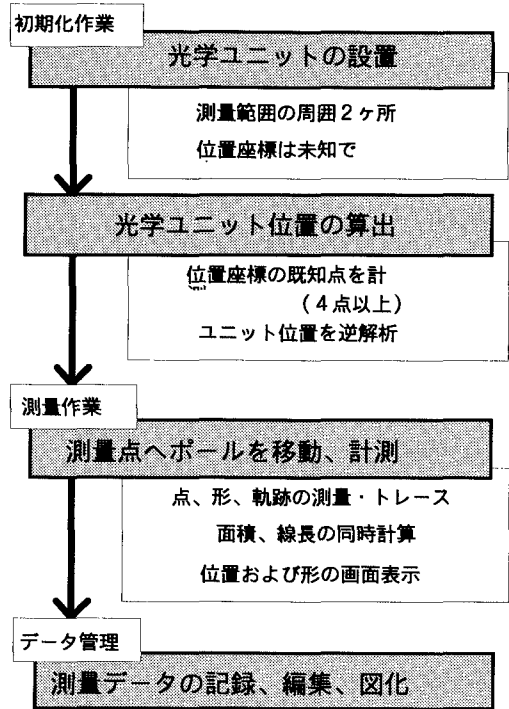 初期化作業
光学ユニットの設置
測量範囲の周囲２ヶ所
位置座標は未知で
光学ユニット位置の算出
位置座標の既知点を計
（４点以上）
ユニット位置を逆解析
測量作業
測量点へポールを移動、計測
点、形、軌跡の測量・トレース
面積、線長の同時計算
位置および形の画面表示
データ管理
測量データの記録、編集、図化